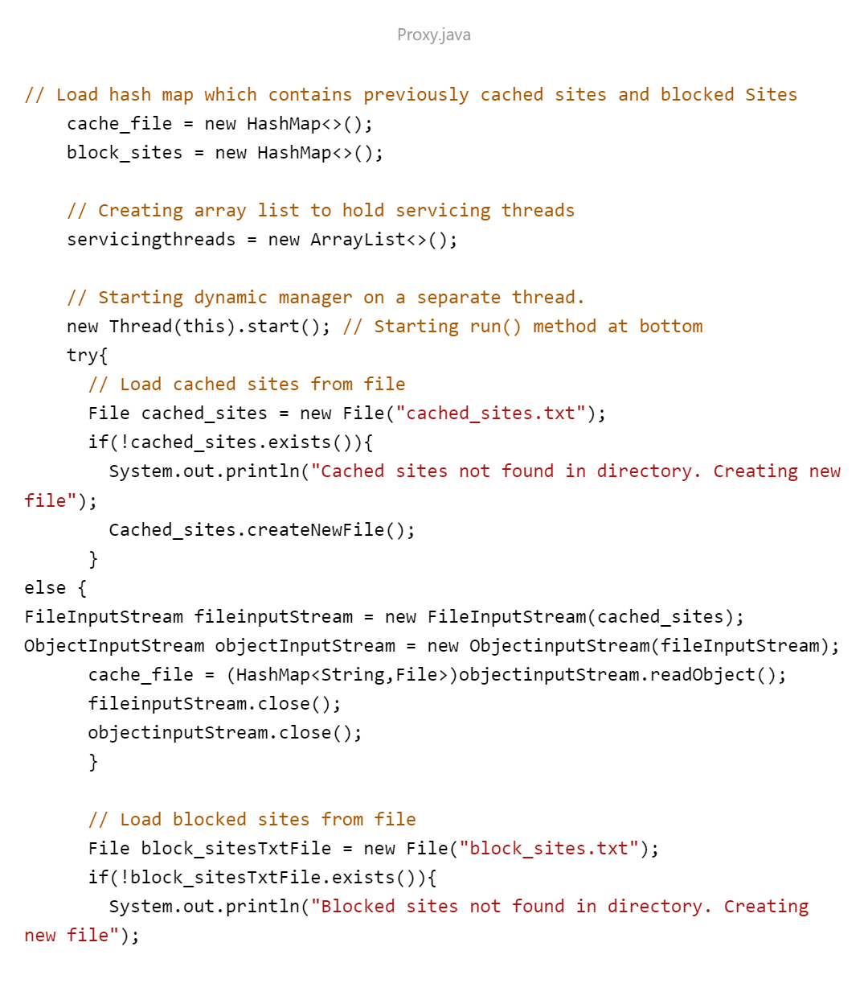 Proxy.java
// Load hash map which contains previously cached sites and blocked Sites
    cache_file = new HashMap<>();
    block_sites = new HashMap<>();

    // Creating array list to hold servicing threads
    servicingthreads = new ArrayList<>();

    // Starting dynamic manager on a separate thread.
    new Thread(this).start(); // Starting run() method at bottom
    try{
      // Load cached sites from file
      File cached_sites = new File("cached_sites.txt");
      if(!cached_sites.exists()){
        System.out.println("Cached sites not found in directory. Creating new
file");
        Cached_sites.createNewFile();
      }
else {
FileInputStream fileinputStream = new FileInputStream(cached_sites);
ObjectInputStream objectInputStream = new ObjectinputStream(fileInputStream);
      cache_file = (HashMap<String,File>)objectinputStream.readObject();
      fileinputStream.close();
      objectinputStream.close();
      }

      // Load blocked sites from file
      File block_sitesTxtFile = new File("block_sites.txt");
      if(!block_sitesTxtFile.exists()){
        System.out.println("Blocked sites not found in directory. Creating
new file");